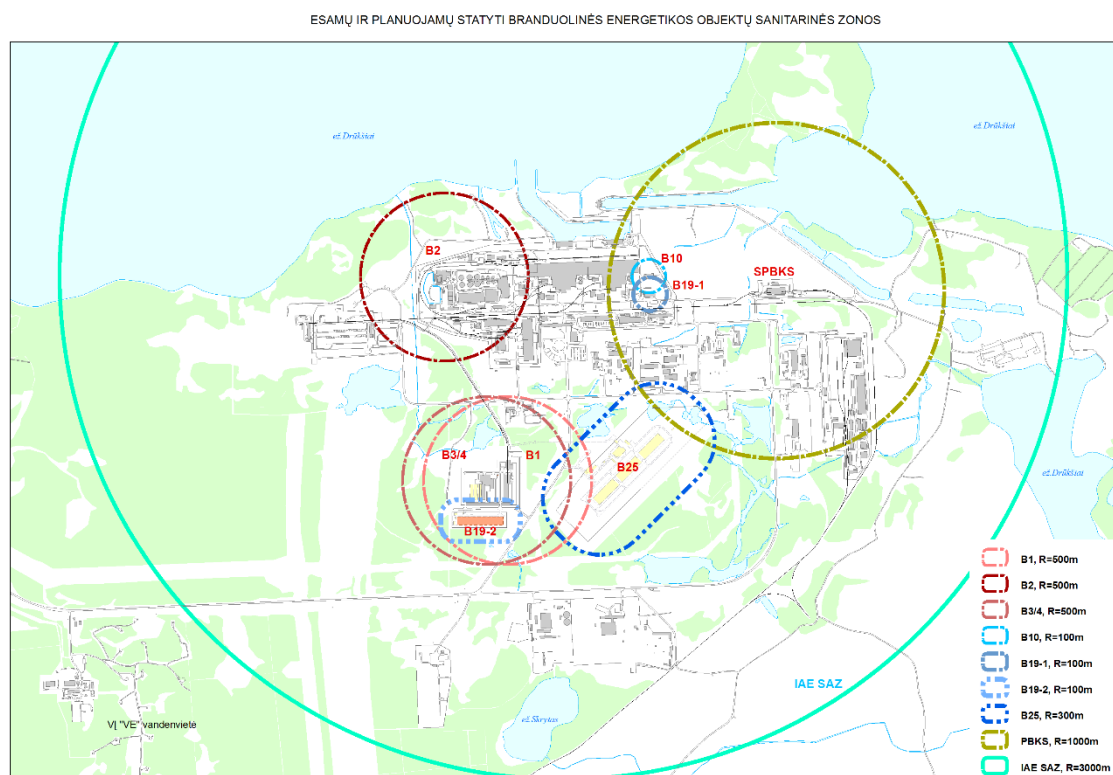 ESAMŲ IR PLANUOJAMŲ STATYTI BRANDUOLINĖS ENERGETIKOS OBJEKTŲ SANITARINĖS ZONOS
ež.Drūkšiai
ež.Drūkšiai
B2
B10
SPBKS
B19-1
B3/4
B1
B25
ež.Drūkšiai
B19-2
B1, R=500m
B2, R=500m
B3/4, R=500m
B10, R=100m
B19-1, R=100m
IAE SAZ
B19-2, R=100m
ež.Skrytas
B25, R=300m
VĮ "VE" vandenvietė
PBKS, R=1000m
IAE SAZ, R=3000m